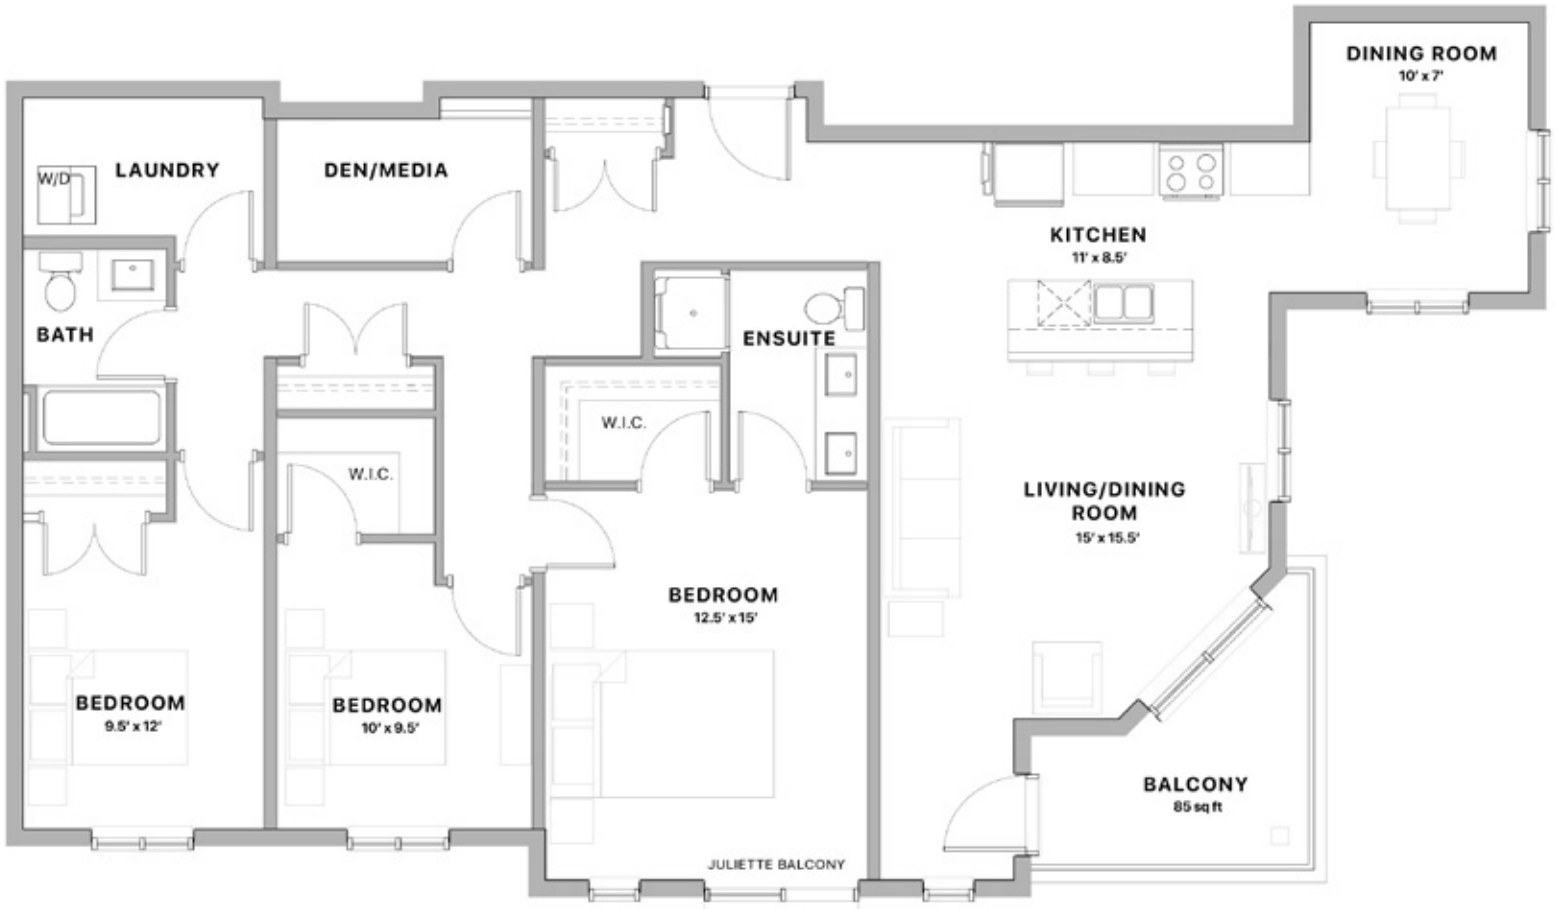 DINING ROOM
10' x 7'
LAUNDRY
W/D
DEN/MEDIA
KITCHEN
11' x 8.5'
BATH
ENSUITE
W.I.C.
W.I.C.
LIVING/DINING
ROOM
15' x 15.5'
BEDROOM
12.5' x 15'
BEDROOM
9.5' x 12'
BEDROOM
10' x 9.5'
BALCONY
85 sq ft
JULIETTE BALCONY